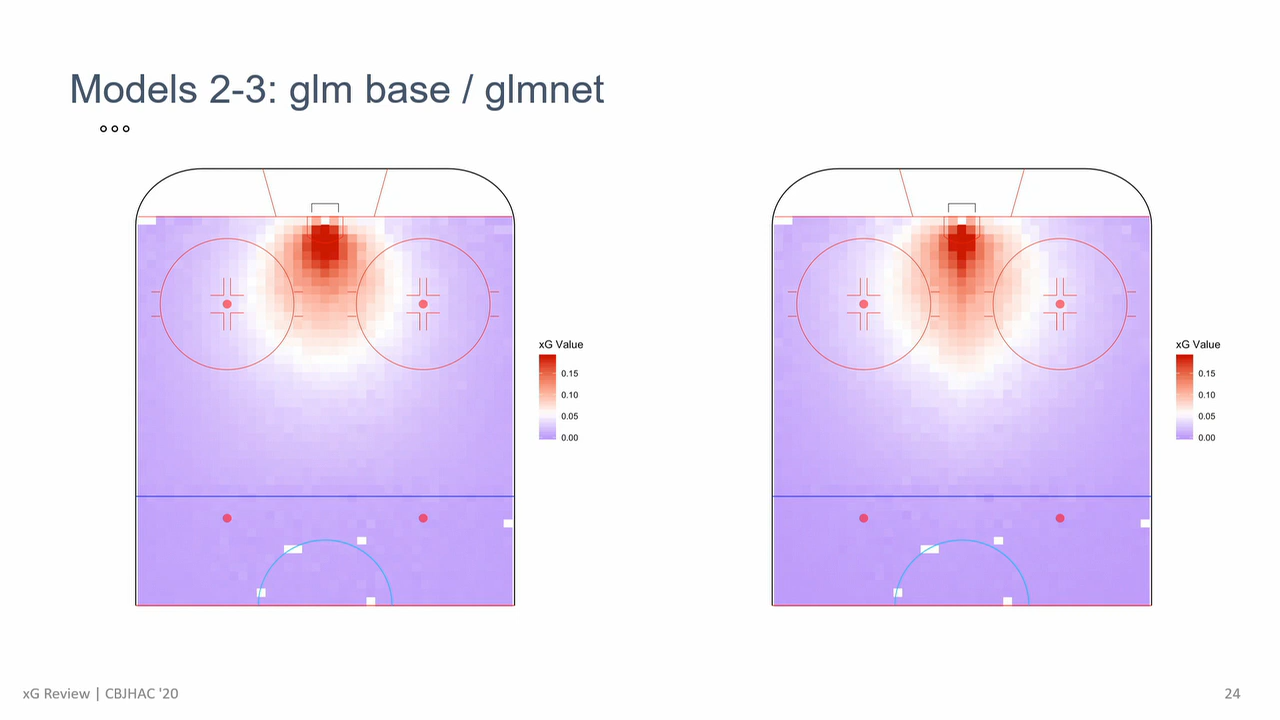 Models 2-3: glm base / glmnet
xG Value
0.15
0.10
0.05
0.00
xG Value
0.15
0.10
0.05
0.00
xG Review | CBJHAC '20
24